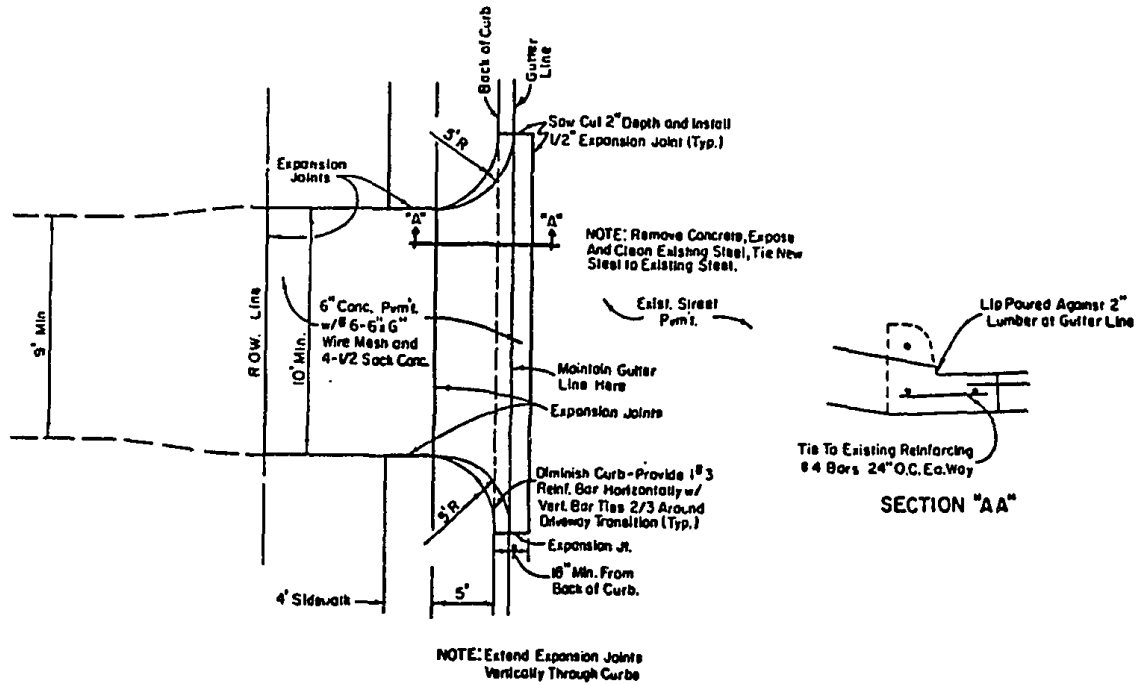 Back of Curb
Gutter
Line
Saw Cut 2" Depth and Install
1/2" Expansion Joint (Typ.)
5'R
Expansion
Joints
"A"
"A"
NOTE: Remove Concrete, Expose
And Clean Existing Steel, Tie New
Steel to Existing Steel.
9' Min
R.O.W. Line
10' Min.
6" Conc. Pvm't.
w/#6-6"x6"
Wire Mesh and
4-1/2 Sack Conc.
Exist. Street
Pvm't.
Lip Poured Against 2"
Lumber at Gutter Line
Maintain Gutter
Line Here
Expansion Joints
Tie To Existing Reinforcing
#4 Bars 24" O.C. Ea. Way
SECTION "AA"
Diminish Curb-Provide 1#3
Reinf. Bar Horizontally w/
Vert. Bar Ties 2/3 Around
Driveway Transition (Typ.)
5'R
Expansion Jt.
18" Min. From
Back of Curb.
4' Sidewalk
5'
NOTE: Extend Expansion Joints
Vertically Through Curbs